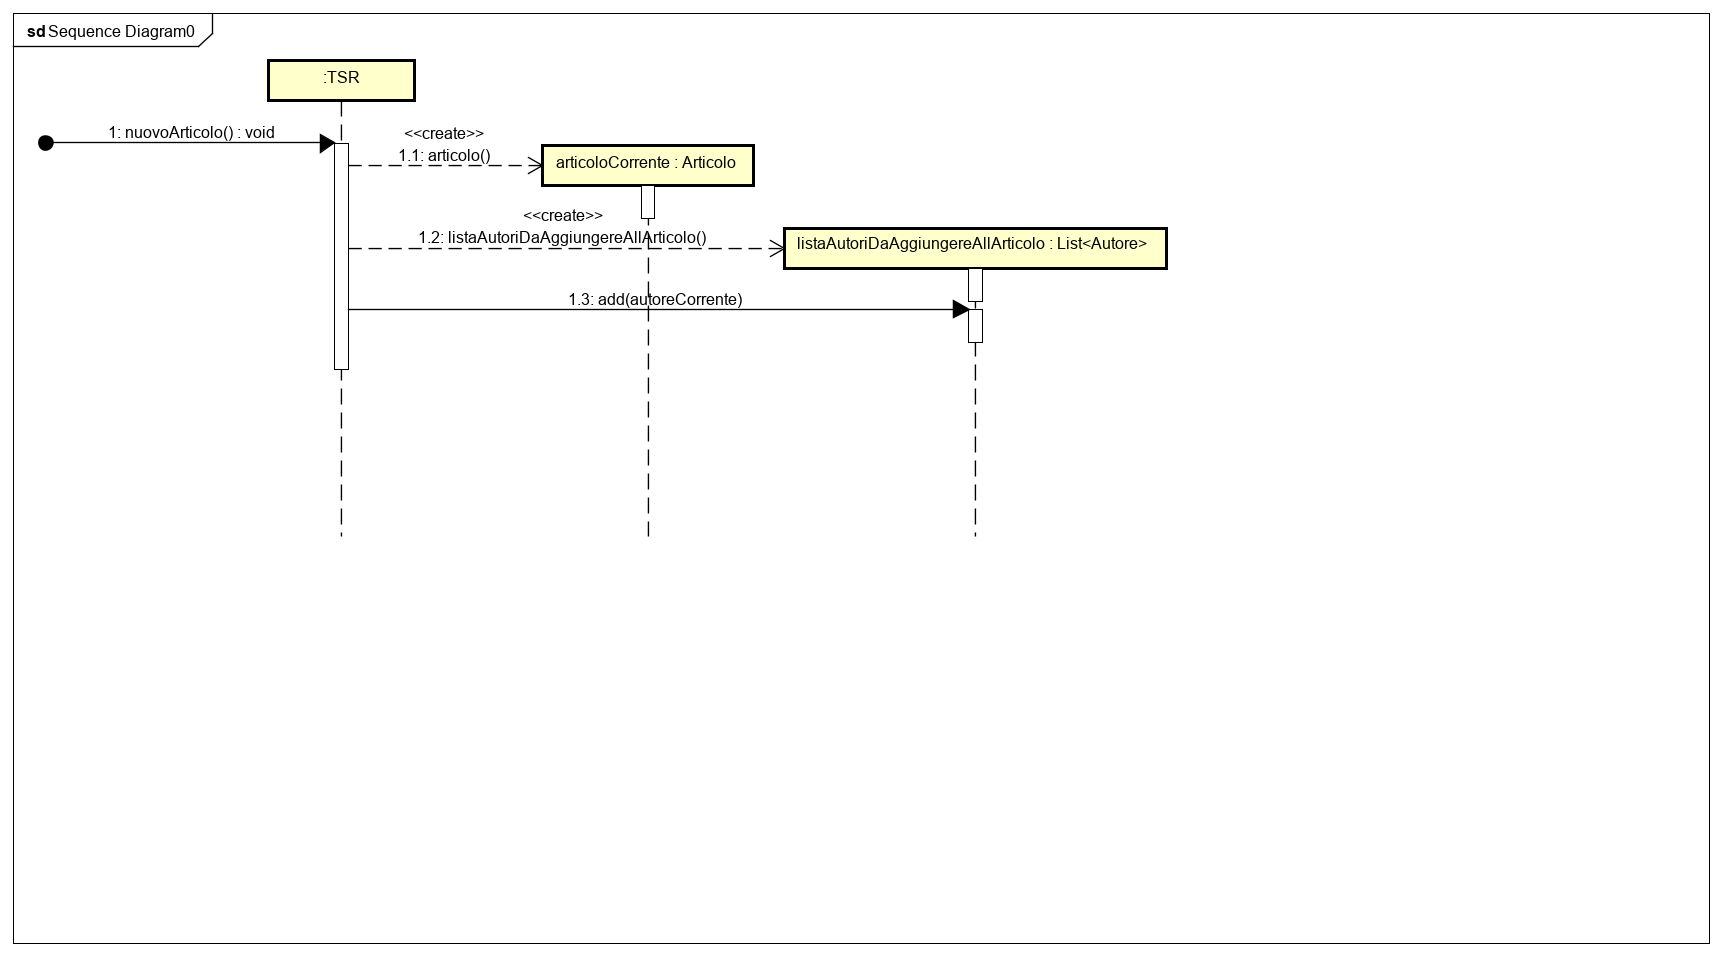 sd Sequence Diagram0
:TSR
1: nuovoArticolo() : void
<<create>>
1.1: articolo()
articoloCorrente : Articolo
<<create>>
1.2: listaAutoriDaAggiungereAllArticolo()
listaAutoriDaAggiungereAllArticolo : List<Autore>
1.3: add(autoreCorrente)